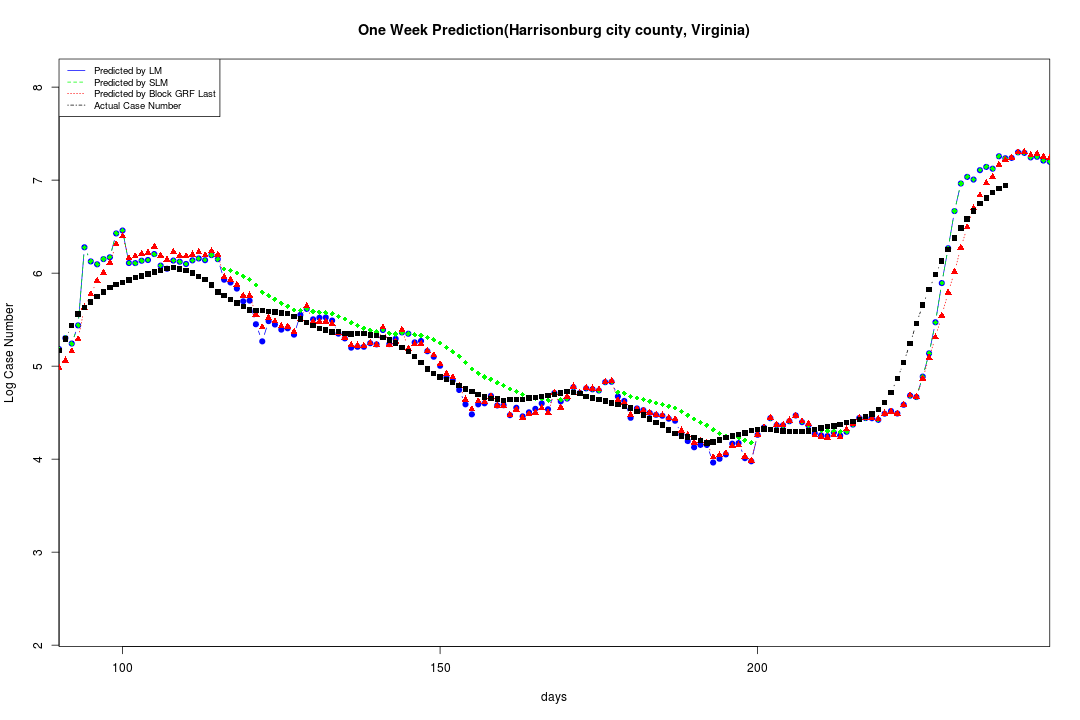 One Week Prediction(Harrisonburg city county, Virginia)
Predicted by LM
Predicted by SLM
Predicted by Block GRF Last
Actual Case Number
8
7
6
5
4
3
2
Log Case Number
100
150
200
days